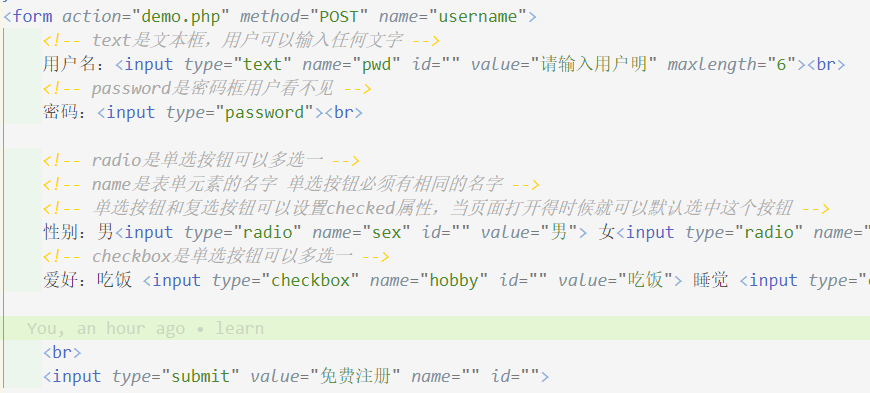 <form action="demo.php" method="POST" name="username">
<!-- text是文本框，用户可以输入任何文字 -->
用户名：<input type="text" name="pwd" id="" value="请输入用户明" maxlength="6"><br>
<!-- password是密码框用户看不见 -->
密码：<input type="password"><br>
<!-- radio是单选按钮可以多选一 -->
<!-- name是表单元素的名字 单选按钮必须有相同的名字 -->
<!-- 单选按钮和复选按钮可以设置checked属性，当页面打开得时候就可以默认选中这个按钮 -->
性别：男<input type="radio" name="sex" id="" value="男"> 女<input type="radio" name="
<!-- checkbox是单选按钮可以多选一 -->
爱好：吃饭 <input type="checkbox" name="hobby" id="" value="吃饭"> 睡觉 <input type="
You, an hour ago • learn
<br>
<input type="submit" value="免费注册" name="" id="">